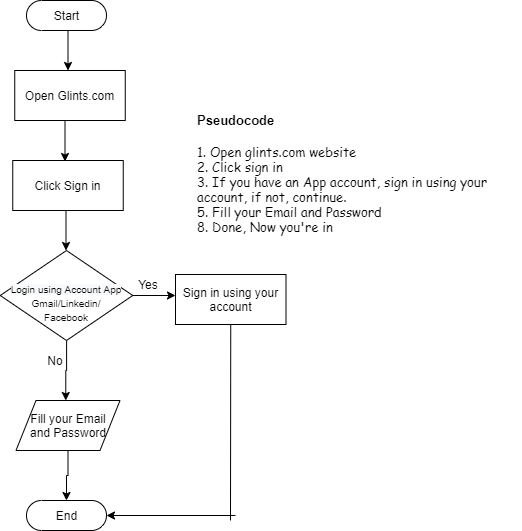 Start
Open Glints.com
Click Sign in
Login using Account App
Gmail/Linkedin/
Facebook
Yes
Sign in using your
account
No
Fill your Email
and Password
End
Pseudocode
1. Open glints.com website
2. Click sign in
3. If you have an App account, sign in using your
account, if not, continue.
5. Fill your Email and Password
8. Done, Now you're in